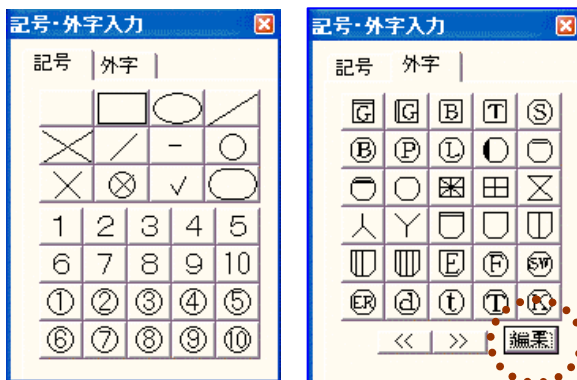 記号・外字入力
記号 外字
1 2 3 4 5
6 7 8 9 10
① ② ③ ④ ⑤
⑥ ⑦ ⑧ ⑨ ⑩
記号・外字入力
記号 外字
G G B T S
B P L
E F SW
ER d t T K
<< >> 編集